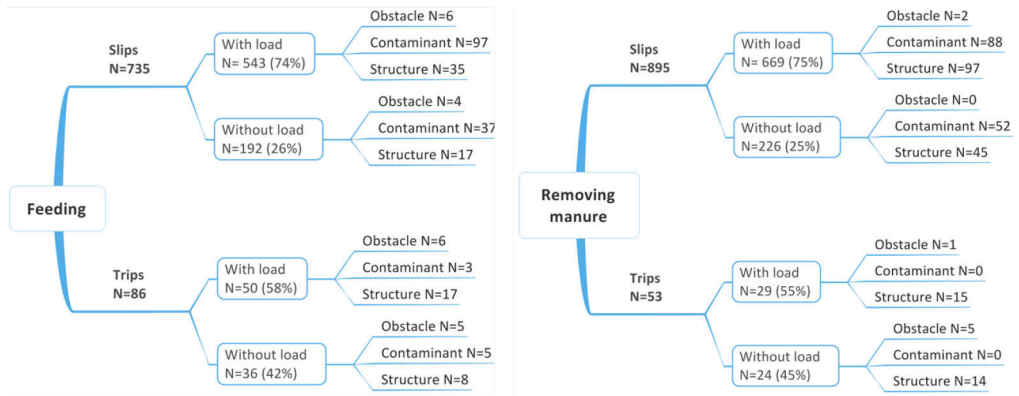 Feeding
Slips
N=735
With load
N= 543 (74%)
Obstacle N=6
Contaminant N=97
Structure N=35
Without load
N=192 (26%)
Obstacle N=4
Contaminant N=37
Structure N=17
Trips
N=86
With load
N=50 (58%)
Obstacle N=6
Contaminant N=3
Structure N=17
Without load
N=36 (42%)
Obstacle N=5
Contaminant N=5
Structure N=8
Removing
manure
Slips
N=895
With load
N= 669 (75%)
Obstacle N=2
Contaminant N=88
Structure N=97
Without load
N=226 (25%)
Obstacle N=0
Contaminant N=52
Structure N=45
Trips
N=53
With load
N=29 (55%)
Obstacle N=1
Contaminant N=0
Structure N=15
Without load
N=24 (45%)
Obstacle N=5
Contaminant N=0
Structure N=14